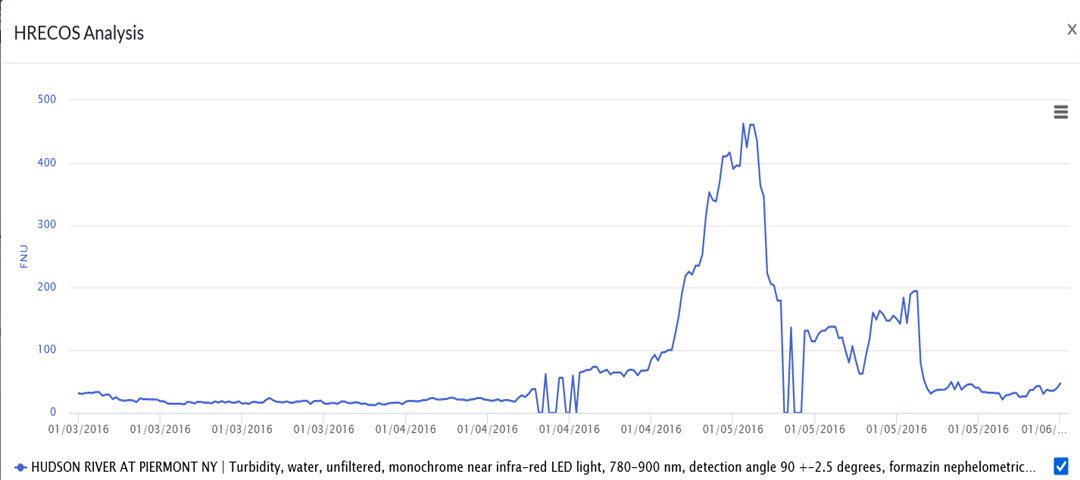 HRECOS Analysis
x
500
400
300
200
100
0
FNU
01/03/2016 01/03/2016 01/03/2016 01/03/2016 01/04/2016 01/04/2016 01/04/2016 01/04/2016 01/05/2016 01/05/2016 01/05/2016 01/05/2016 01/06/...
HUDSON RIVER AT PIERMONT NY | Turbidity, water, unfiltered, monochrome near infra-red LED light, 780-900 nm, detection angle 90 +-2.5 degrees, formazin nephelometric...